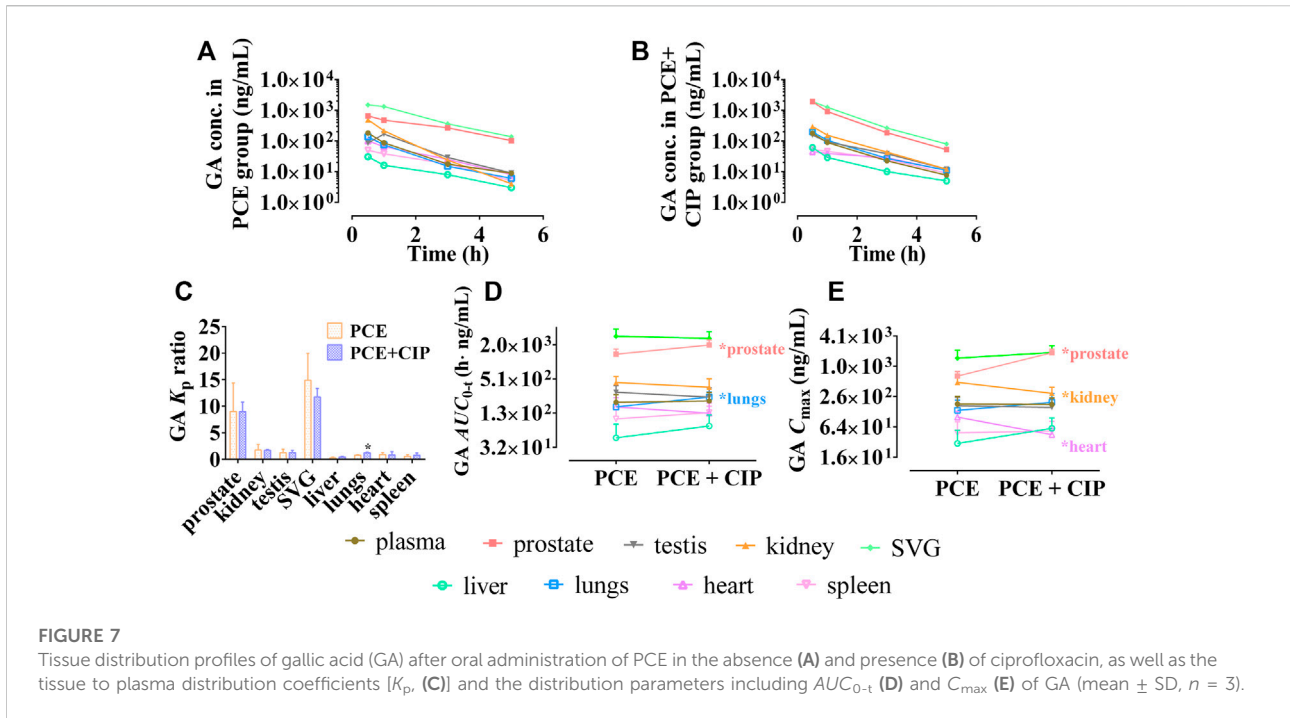 A
GA conc. in
PCE group (ng/mL)
1.0×10⁴
1.0×10³
1.0×10²
1.0×10¹
1.0×10⁰
0
2
4
6
Time (h)
B
GA conc. in PCE+
CIP group (ng/mL)
1.0×10⁴
1.0×10³
1.0×10²
1.0×10¹
1.0×10⁰
0
2
4
6
Time (h)
C
GA Kp ratio
25
20
15
10
5
0
PCE
PCE+CIP
*
prostate
kidney
testis
SVG
liver
lungs
heart
spleen
D
GA AUC0-t (h· ng/mL)
2.0×10³
5.1×10²
1.3×10²
3.2×10¹
*prostate
*lungs
PCE
PCE + CIP
E
GA Cmax (ng/mL)
4.1×10³
1.0×10³
2.6×10²
6.4×10¹
1.6×10¹
*prostate
*kidney
*heart
PCE
PCE + CIP
plasma prostate testis kidney SVG
liver lungs heart spleen
FIGURE 7
Tissue distribution profiles of gallic acid (GA) after oral administration of PCE in the absence (A) and presence (B) of ciprofloxacin, as well as the
tissue to plasma distribution coefficients [Kp, (C)] and the distribution parameters including AUC0-t (D) and Cmax (E) of GA (mean ± SD, n = 3).